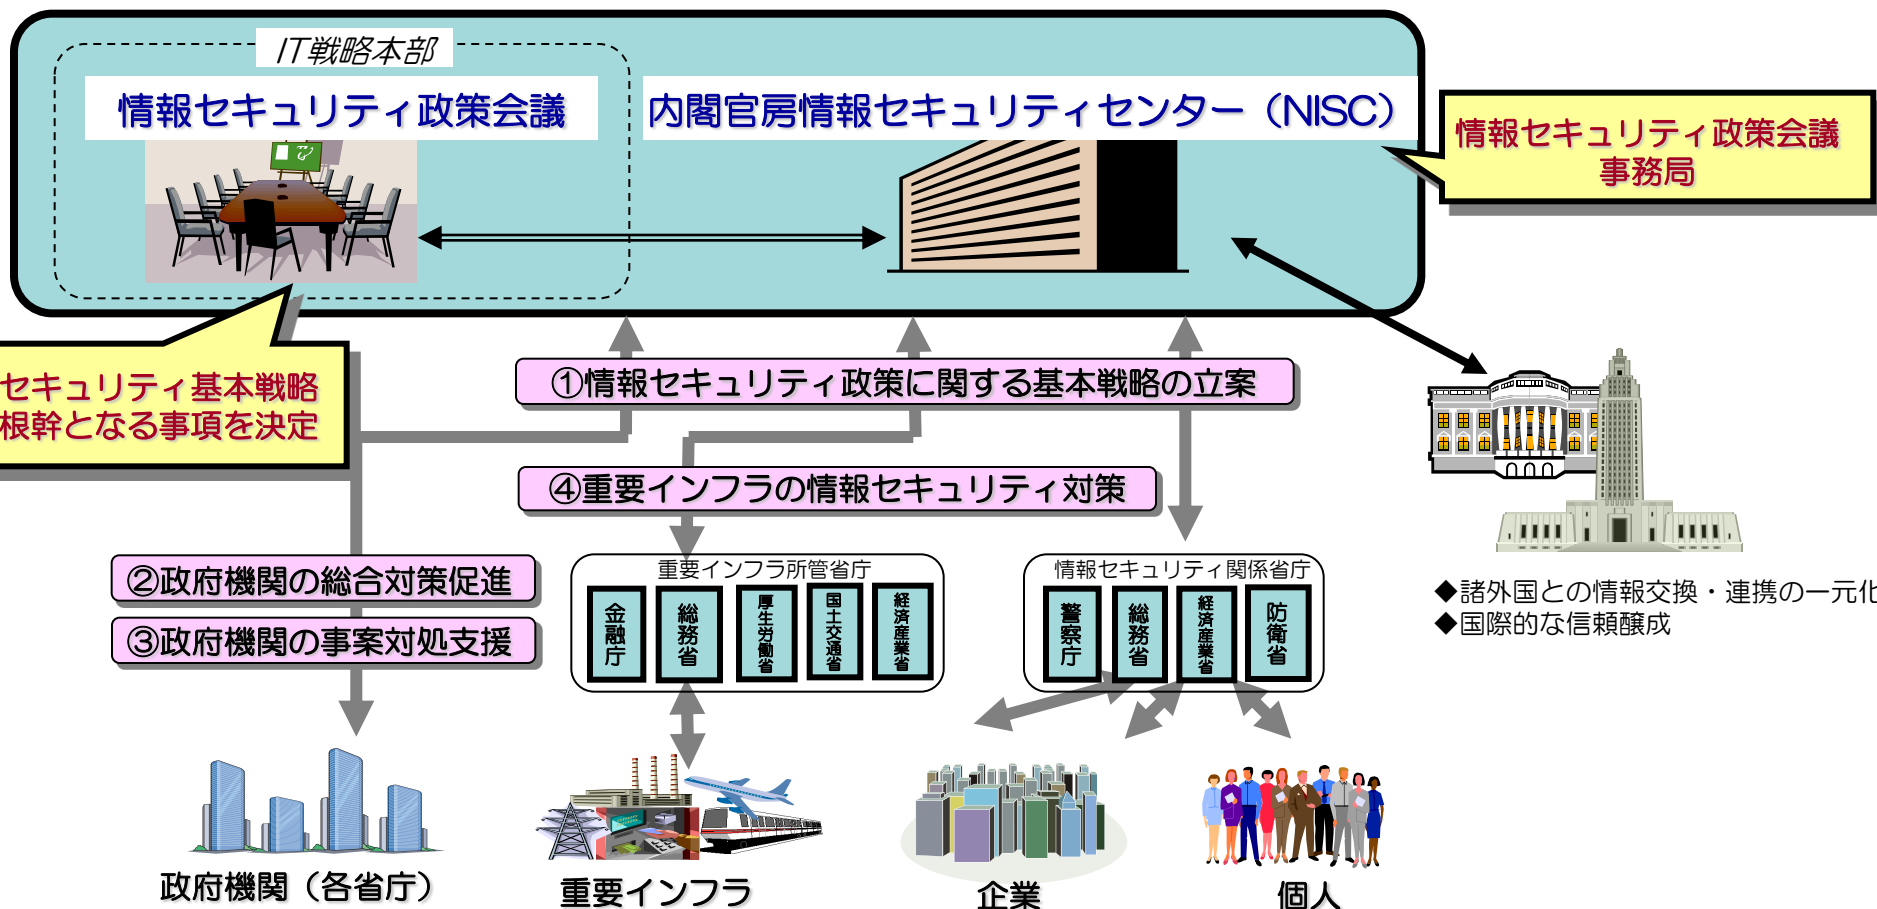 IT戦略本部
情報セキュリティ政策会議
内閣官房情報セキュリティセンター（NISC）
情報セキュリティ政策会議
事務局
セキュリティ基本戦略
根幹となる事項を決定
①情報セキュリティ政策に関する基本戦略の立案
④重要インフラの情報セキュリティ対策
②政府機関の総合対策促進
③政府機関の事案対処支援
重要インフラ所管省庁
金融庁
総務省
厚生労働省
国土交通省
経済産業省
情報セキュリティ関係省庁
警察庁
総務省
経済産業省
防衛省
◆諸外国との情報交換・連携の一元化
◆国際的な信頼醸成
政府機関（各省庁）
重要インフラ
企業
個人